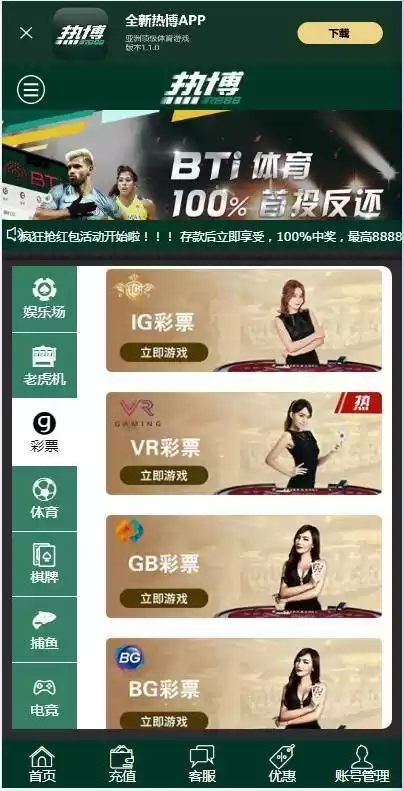 全新热博APP
亚洲顶级体育游戏
版本1.1.0
下载
热博
热博
RB88
BTi
BTi 体育
100% 首投反还
疯狂抢红包活动开始啦！！！ 存款后立即享受，100%中奖，最高8888
娱乐场
老虎机
彩票
体育
棋牌
捕鱼
电竞
IG
IG彩票
立即游戏
VR
GAMING
热
VR彩票
立即游戏
GB彩票
立即游戏
BG
BG彩票
立即游戏
首页
充值
客服
优惠
账号管理